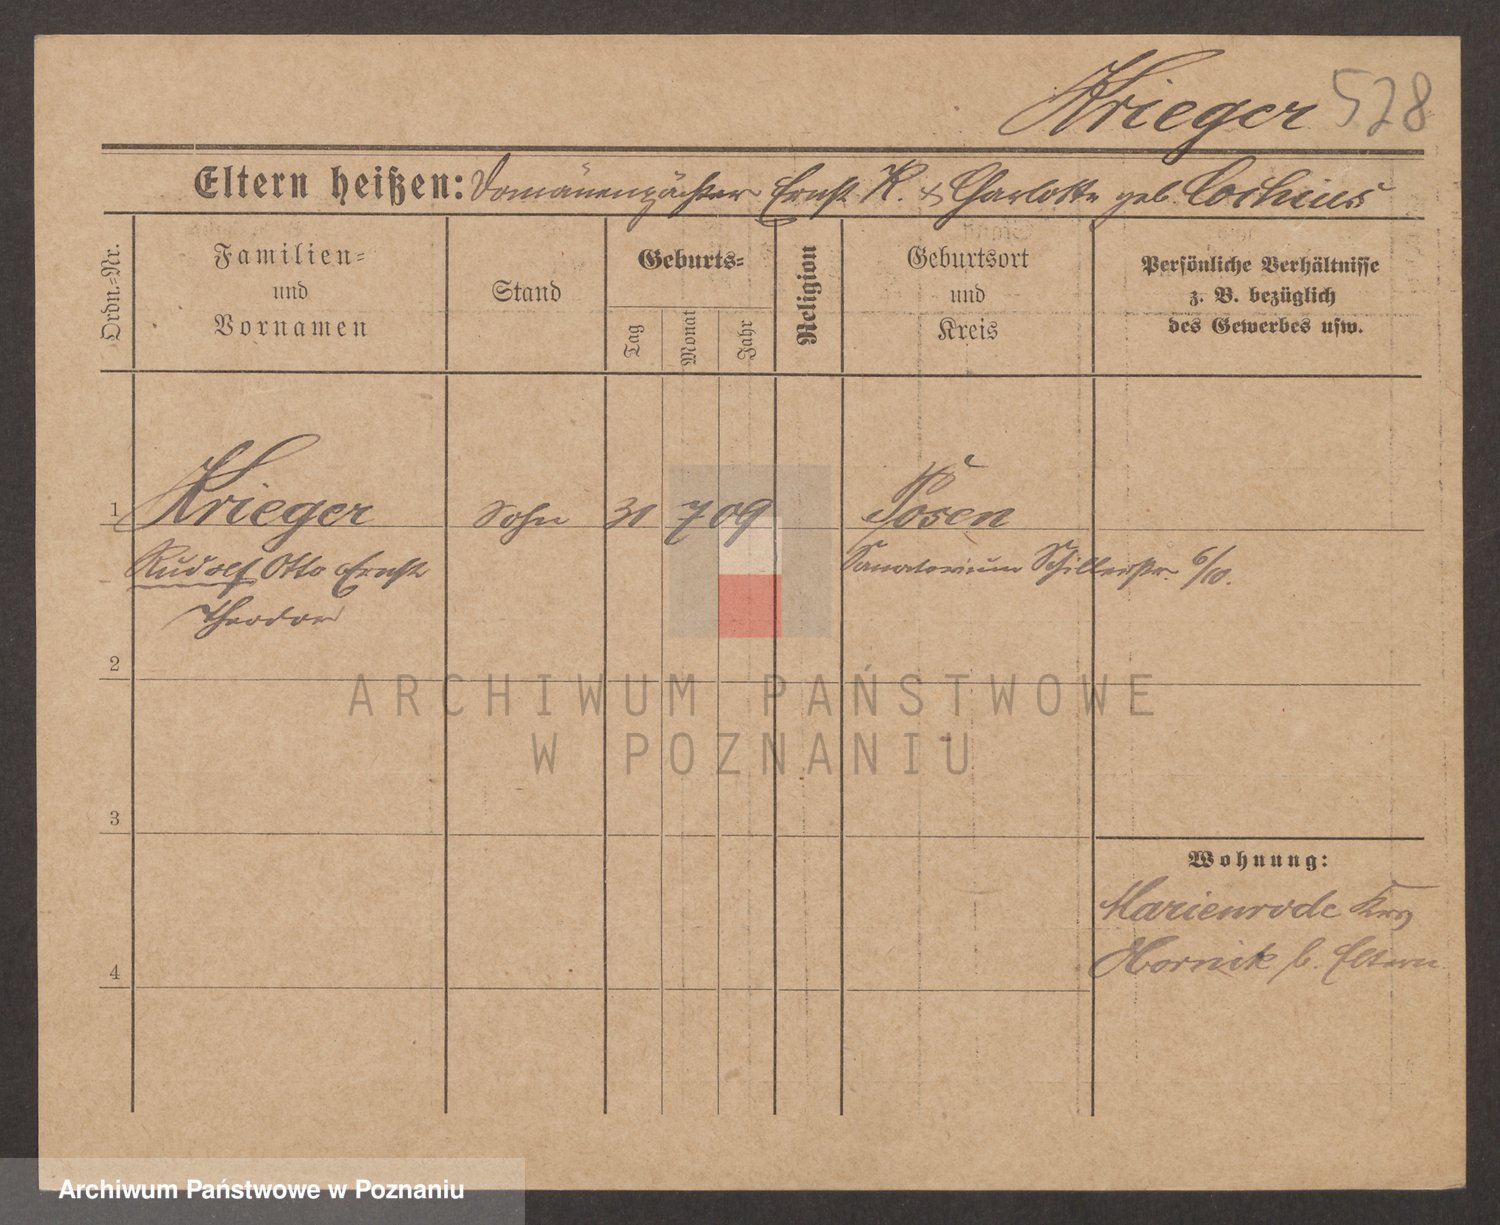 Krieger 528
Eltern heißen: Domänenpächter Ernst K. & Charlotte geb. Cochius
Ordn.-Nr.
Familien-
und
Vornamen
Stand
Geburts-
Tag
Monat
Jahr
Religion
Geburtsort
und
Kreis
Persönliche Verhältnisse
z. B. bezüglich
des Gewerbes usw.
1 Krieger Sohn 31 7 09 Posen
Rudolf Otto Ernst Sanatorium Schillerstr. 6/10.
Theodor
2
ARCHIWUM PAŃSTWOWE
W POZNANIU
3
Wohnung:
Marienrode
b. Eltern
4
Archiwum Państwowe w Poznaniu